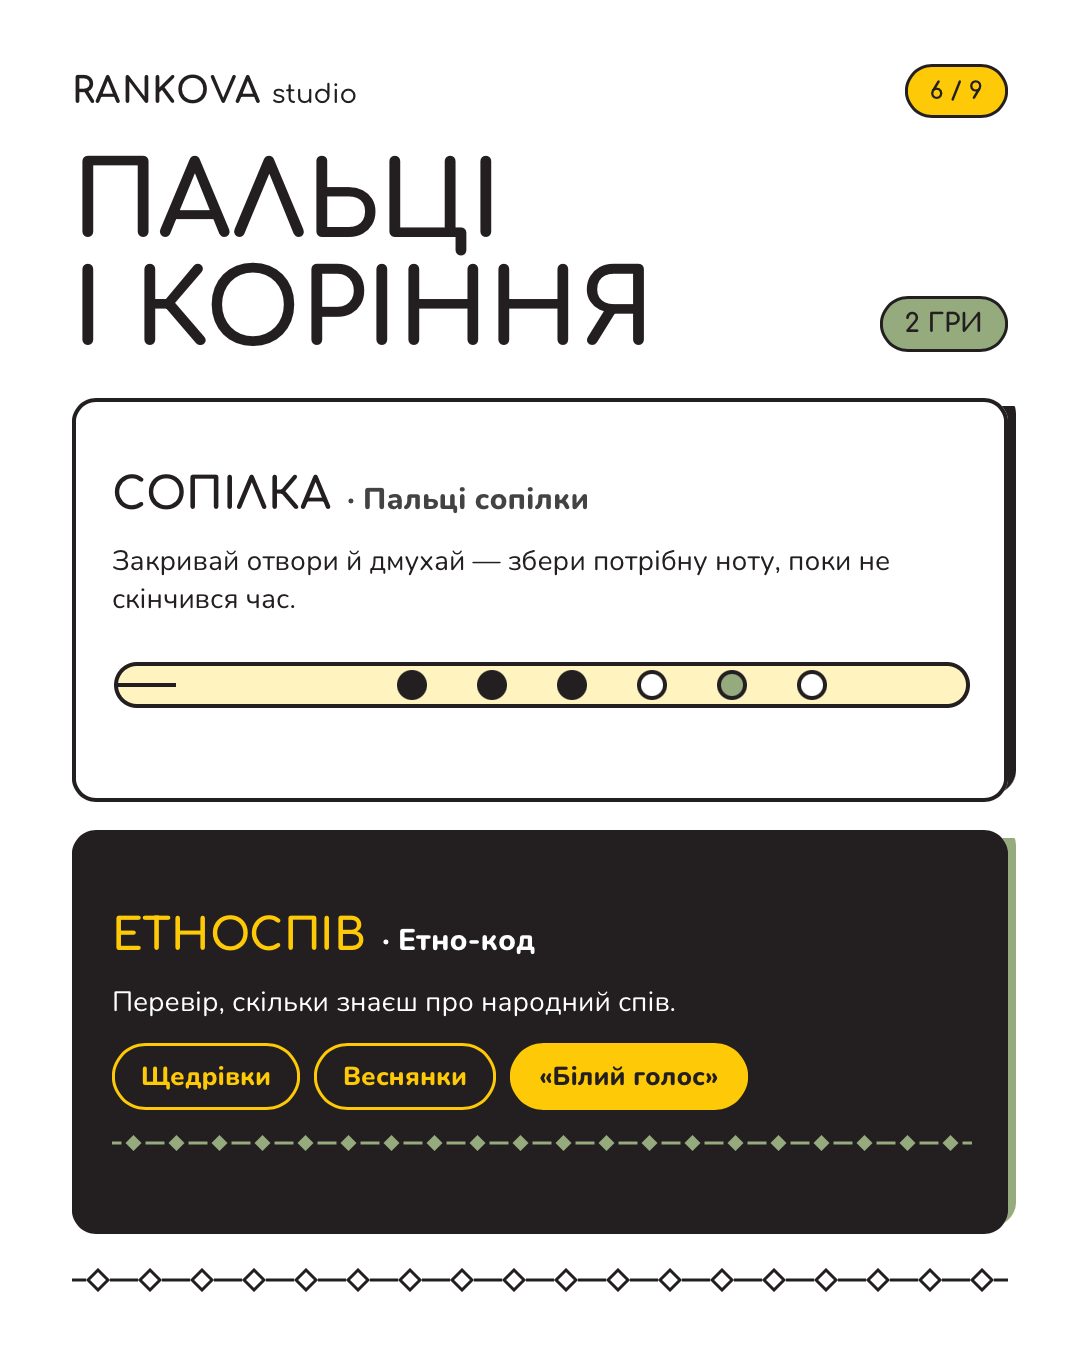 RANKOVA studio
6 / 9
ПАЛЬЦІ
І КОРІННЯ
2 ГРИ
СОПІЛКА · Пальці сопілки
Закривай отвори й дмухай — збери потрібну ноту, поки не
скінчився час.
ЕТНОСПІВ · Етно-код
Перевір, скільки знаєш про народний спів.
Щедрівки
Веснянки
«Білий голос»